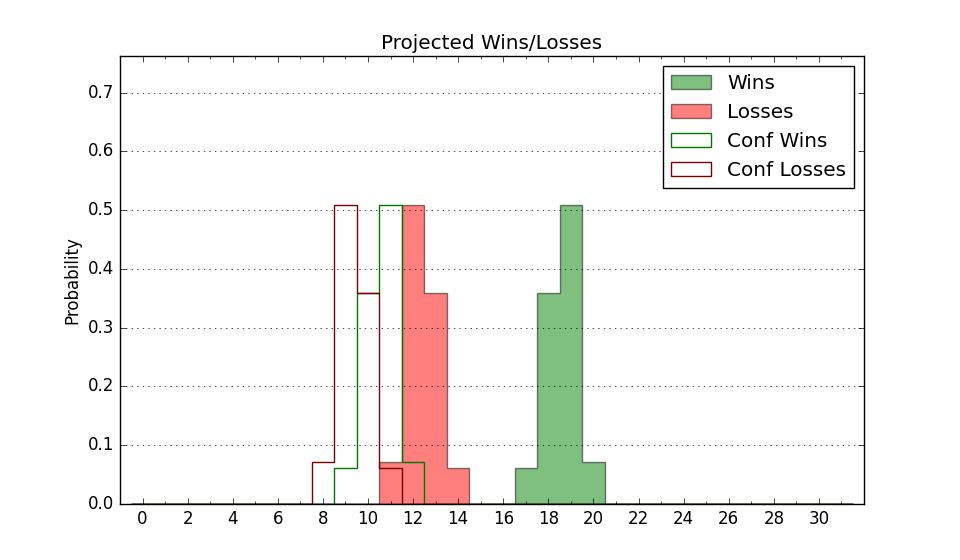 Projected Wins/Losses
Wins
Losses
Conf Wins
Conf Losses
Probability
0.7
0.6
0.5
0.4
0.3
0.2
0.1
0.0
0 2 4 6 8 10 12 14 16 18 20 22 24 26 28 30